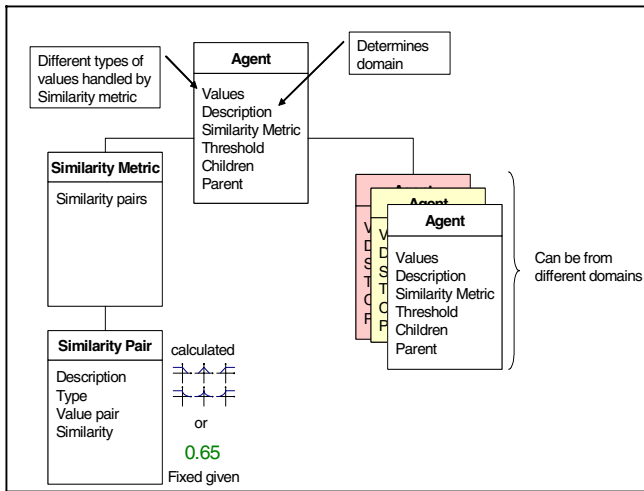 Different types of
values handled by
Similarity metric
Agent
Values
Description
Similarity Metric
Threshold
Children
Parent
Determines
domain
Similarity Metric
Similarity pairs
Similarity Pair
Description
Type
Value pair
Similarity
calculated
or
0.65
Fixed given
Agent
V
D
S
T
C
P
Agent
Values
Description
Similarity Metric
Threshold
Children
Parent
Can be from
different domains